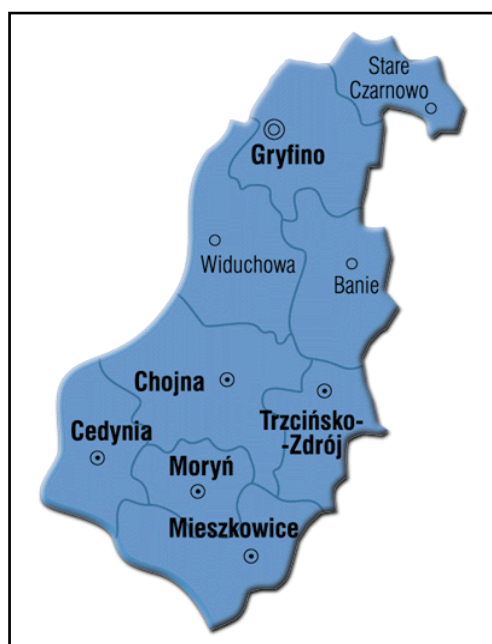 Stare
Czarnowo
Gryfino
Widuchowa
Banie
Chojna
Trzcińsko-
-Zdrój
Cedynia
Moryń
Mieszkowice